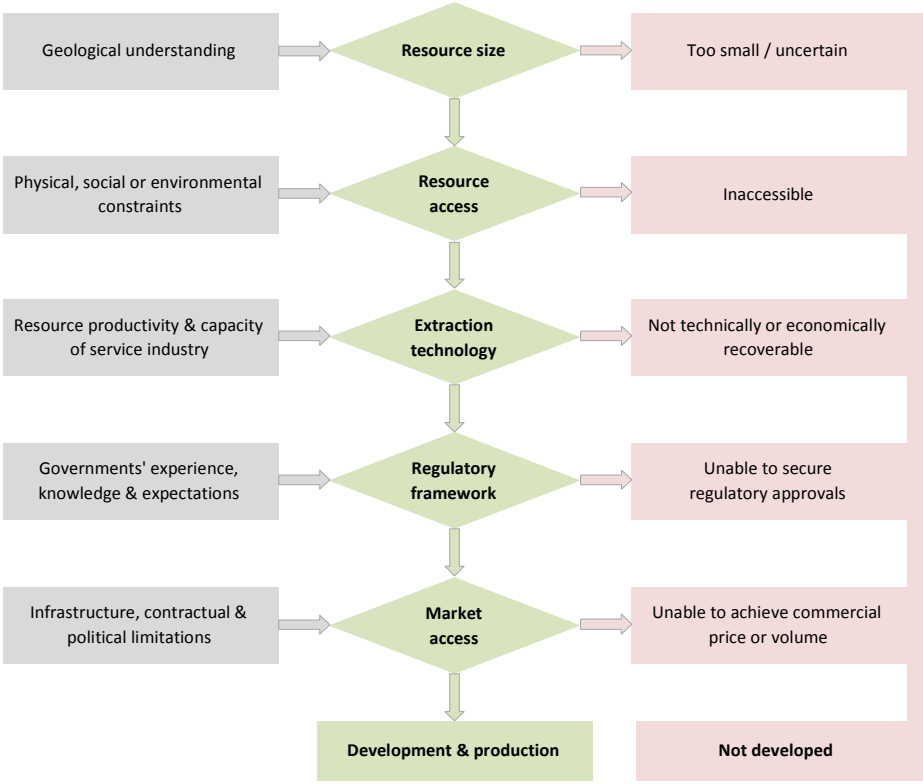 Geological understanding
Resource size
Too small / uncertain
Physical, social or environmental
constraints
Resource
access
Inaccessible
Resource productivity & capacity
of service industry
Extraction
technology
Not technically or economically
recoverable
Governments' experience,
knowledge & expectations
Regulatory
framework
Unable to secure
regulatory approvals
Infrastructure, contractual &
political limitations
Market
access
Unable to achieve commercial
price or volume
Development & production
Not developed